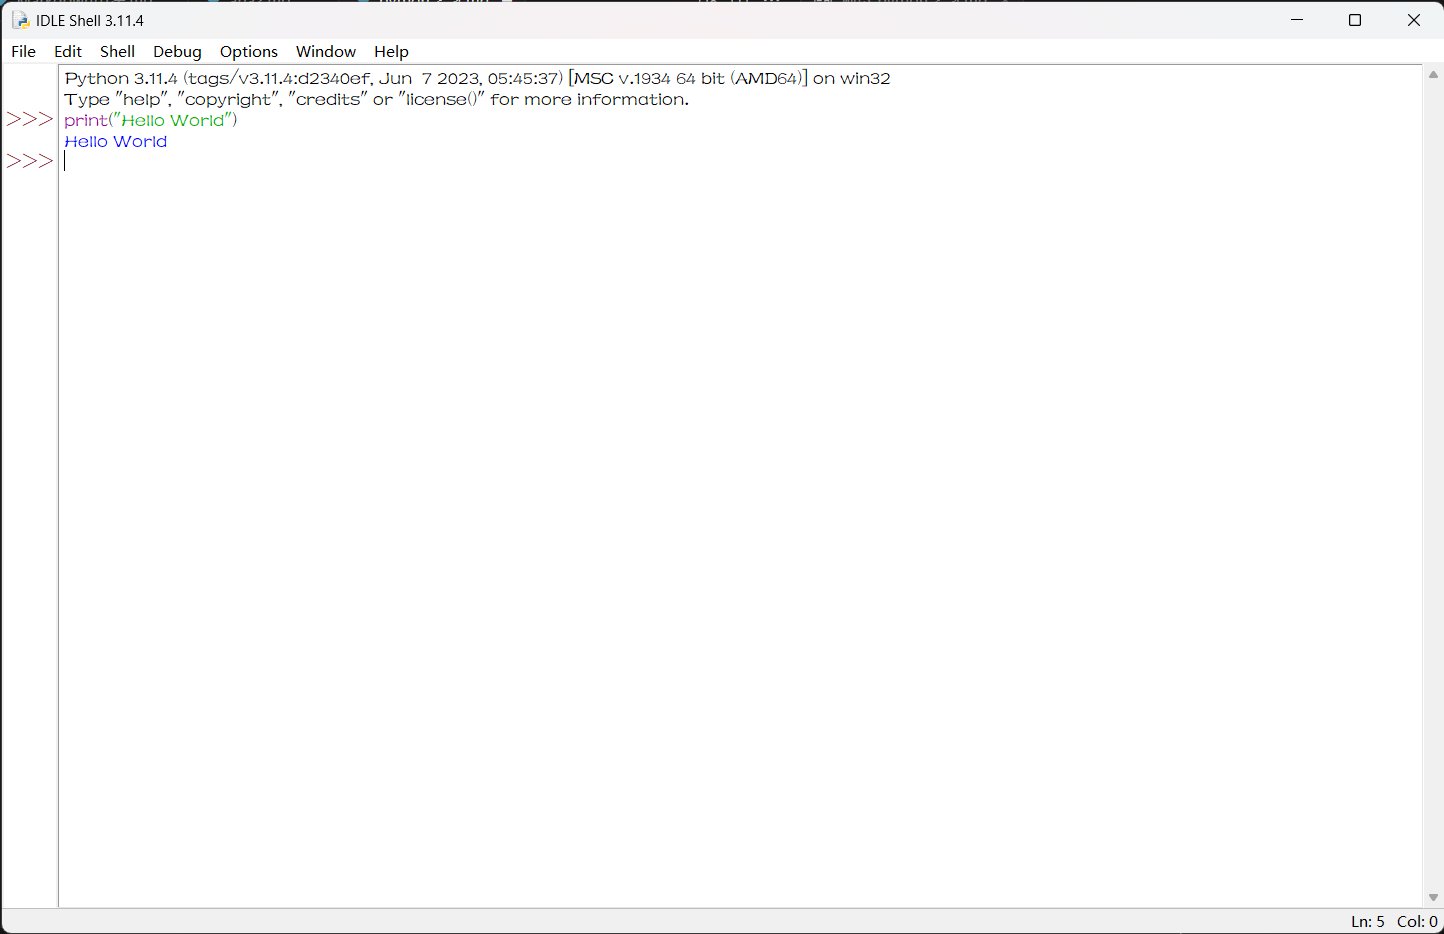 IDLE Shell 3.11.4
File Edit Shell Debug Options Window Help
Python 3.11.4 (tags/v3.11.4:d2340ef, Jun  7 2023, 05:45:37) [MSC v.1934 64 bit (AMD64)] on win32
Type "help", "copyright", "credits" or "license()" for more information.
>>> print("Hello World")
Hello World
>>>
Ln: 5 Col: 0